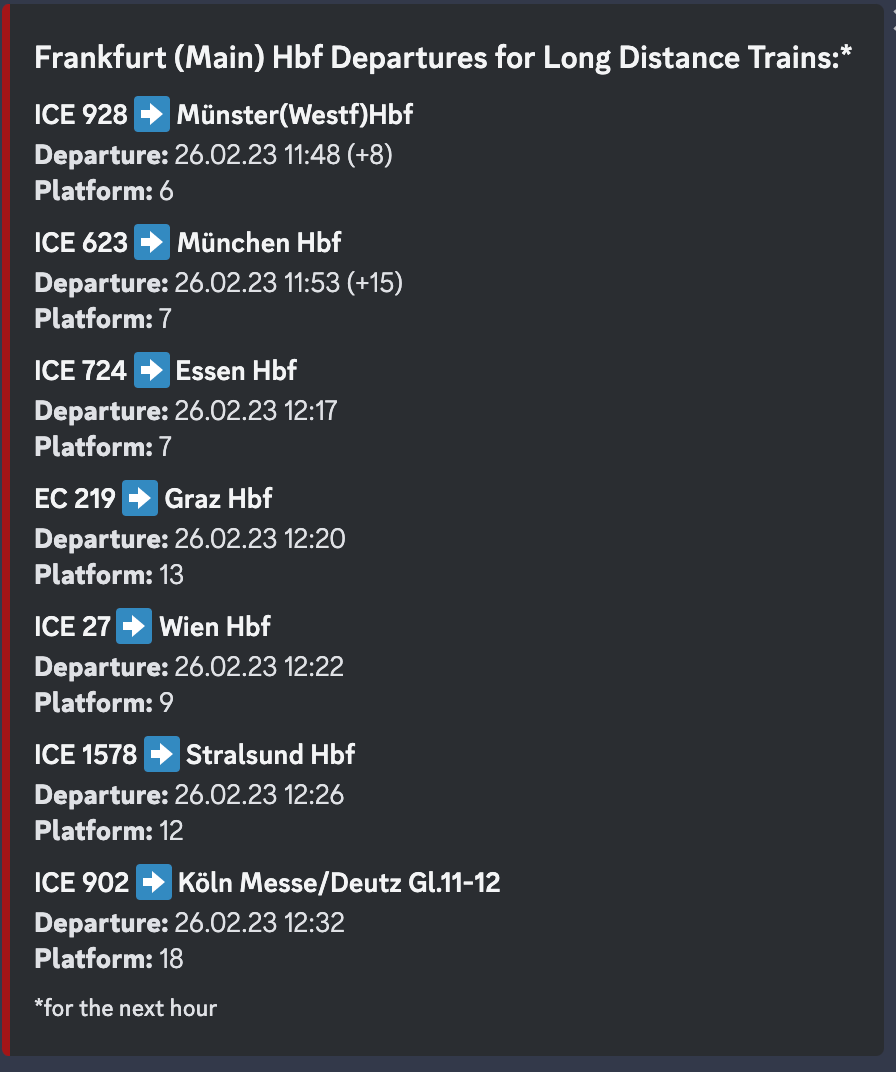 Frankfurt (Main) Hbf Departures for Long Distance Trains:*
ICE 928 ➡ Münster(Westf)Hbf
Departure: 26.02.23 11:48 (+8)
Platform: 6
ICE 623 ➡ München Hbf
Departure: 26.02.23 11:53 (+15)
Platform: 7
ICE 724 ➡ Essen Hbf
Departure: 26.02.23 12:17
Platform: 7
EC 219 ➡ Graz Hbf
Departure: 26.02.23 12:20
Platform: 13
ICE 27 ➡ Wien Hbf
Departure: 26.02.23 12:22
Platform: 9
ICE 1578 ➡ Stralsund Hbf
Departure: 26.02.23 12:26
Platform: 12
ICE 902 ➡ Köln Messe/Deutz Gl.11-12
Departure: 26.02.23 12:32
Platform: 18
*for the next hour